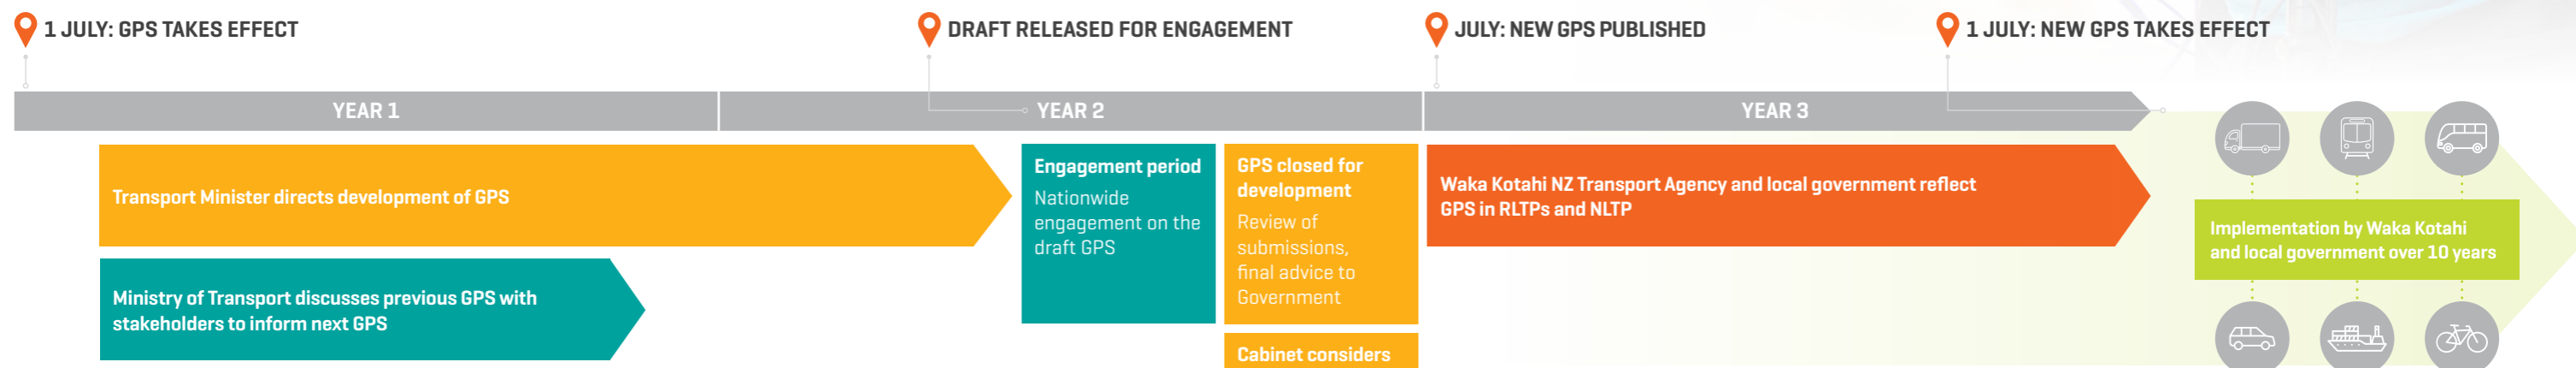 1 JULY: GPS TAKES EFFECT
DRAFT RELEASED FOR ENGAGEMENT
JULY: NEW GPS PUBLISHED
1 JULY: NEW GPS TAKES EFFECT
YEAR 1
YEAR 2
YEAR 3
Transport Minister directs development of GPS
Ministry of Transport discusses previous GPS with
stakeholders to inform next GPS
Engagement period
Nationwide
engagement on the
draft GPS
GPS closed for
development
Review of
submissions,
final advice to
Government
Cabinet considers
Waka Kotahi NZ Transport Agency and local government reflect
GPS in RLTPs and NLTP
Implementation by Waka Kotahi
and local government over 10 years